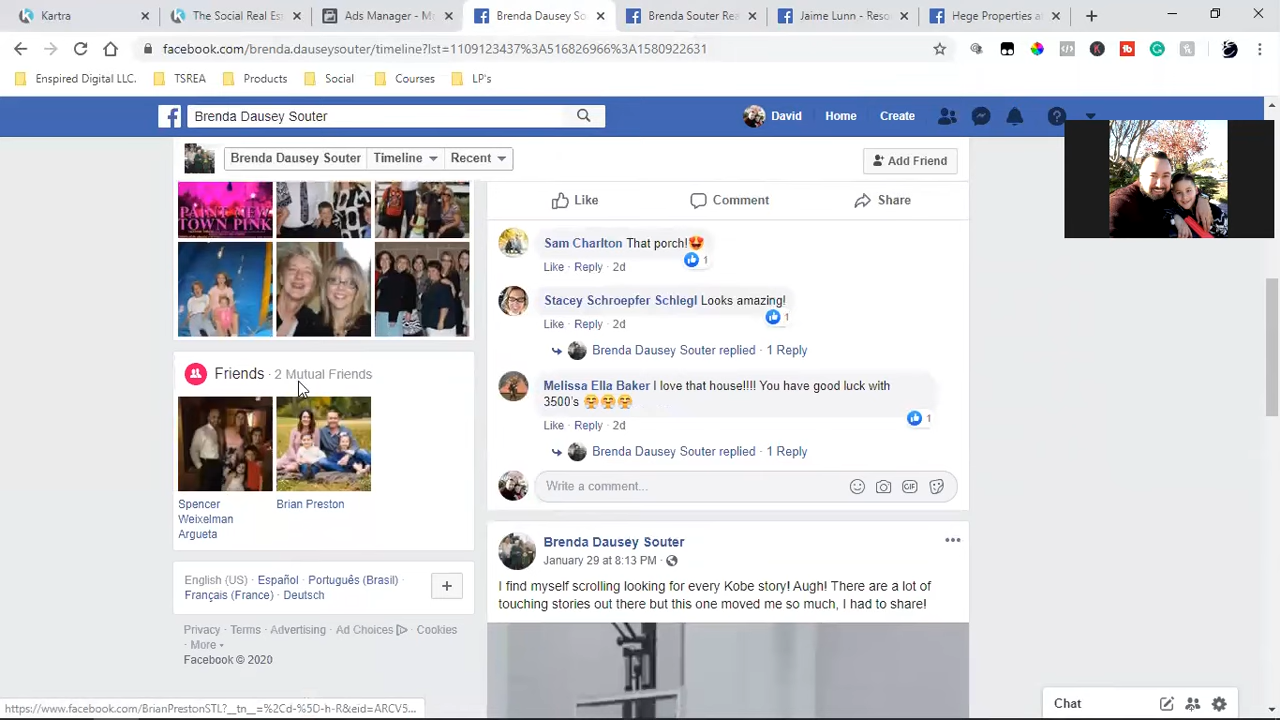 Kartra
The Social Real Est
Ads Manager - M
Brenda Dausey So
Brenda Souter Re
Jaime Lunn - Reso
Hege Properties a
facebook.com/brenda.dauseysouter/timeline?lst=1109123437%3A516826966%3A1580922631
Enspired Digital LLC.
TSREA
Products
Social
Courses
LP's
Brenda Dausey Souter
David
Home
Create
Brenda Dausey Souter
Timeline
Recent
Add Friend
PAINT NEW
TOWN PINK
Like
Comment
Share
Sam Charlton That porch!😍
1
Like · Reply · 2d
Stacey Schroepfer Schlegl Looks amazing!
1
Like · Reply · 2d
Brenda Dausey Souter replied · 1 Reply
Melissa Ella Baker I love that house!!!! You have good luck with
3500's 🤗🤗🤗
1
Like · Reply · 2d
Brenda Dausey Souter replied · 1 Reply
Write a comment...
GIF
Friends · 2 Mutual Friends
Spencer
Weixelman
Argueta
Brian Preston
English (US) · Español · Português (Brasil) ·
Français (France) · Deutsch
Privacy · Terms · Advertising · Ad Choices · Cookies
· More
Facebook © 2020
Brenda Dausey Souter
January 29 at 8:13 PM ·
I find myself scrolling looking for every Kobe story! Augh! There are a lot of
touching stories out there but this one moved me so much, I had to share!
https://www.facebook.com/BrianPrestonSTL?__tn__=%2Cd-%5D-h-R&eid=ARCV5...
Chat